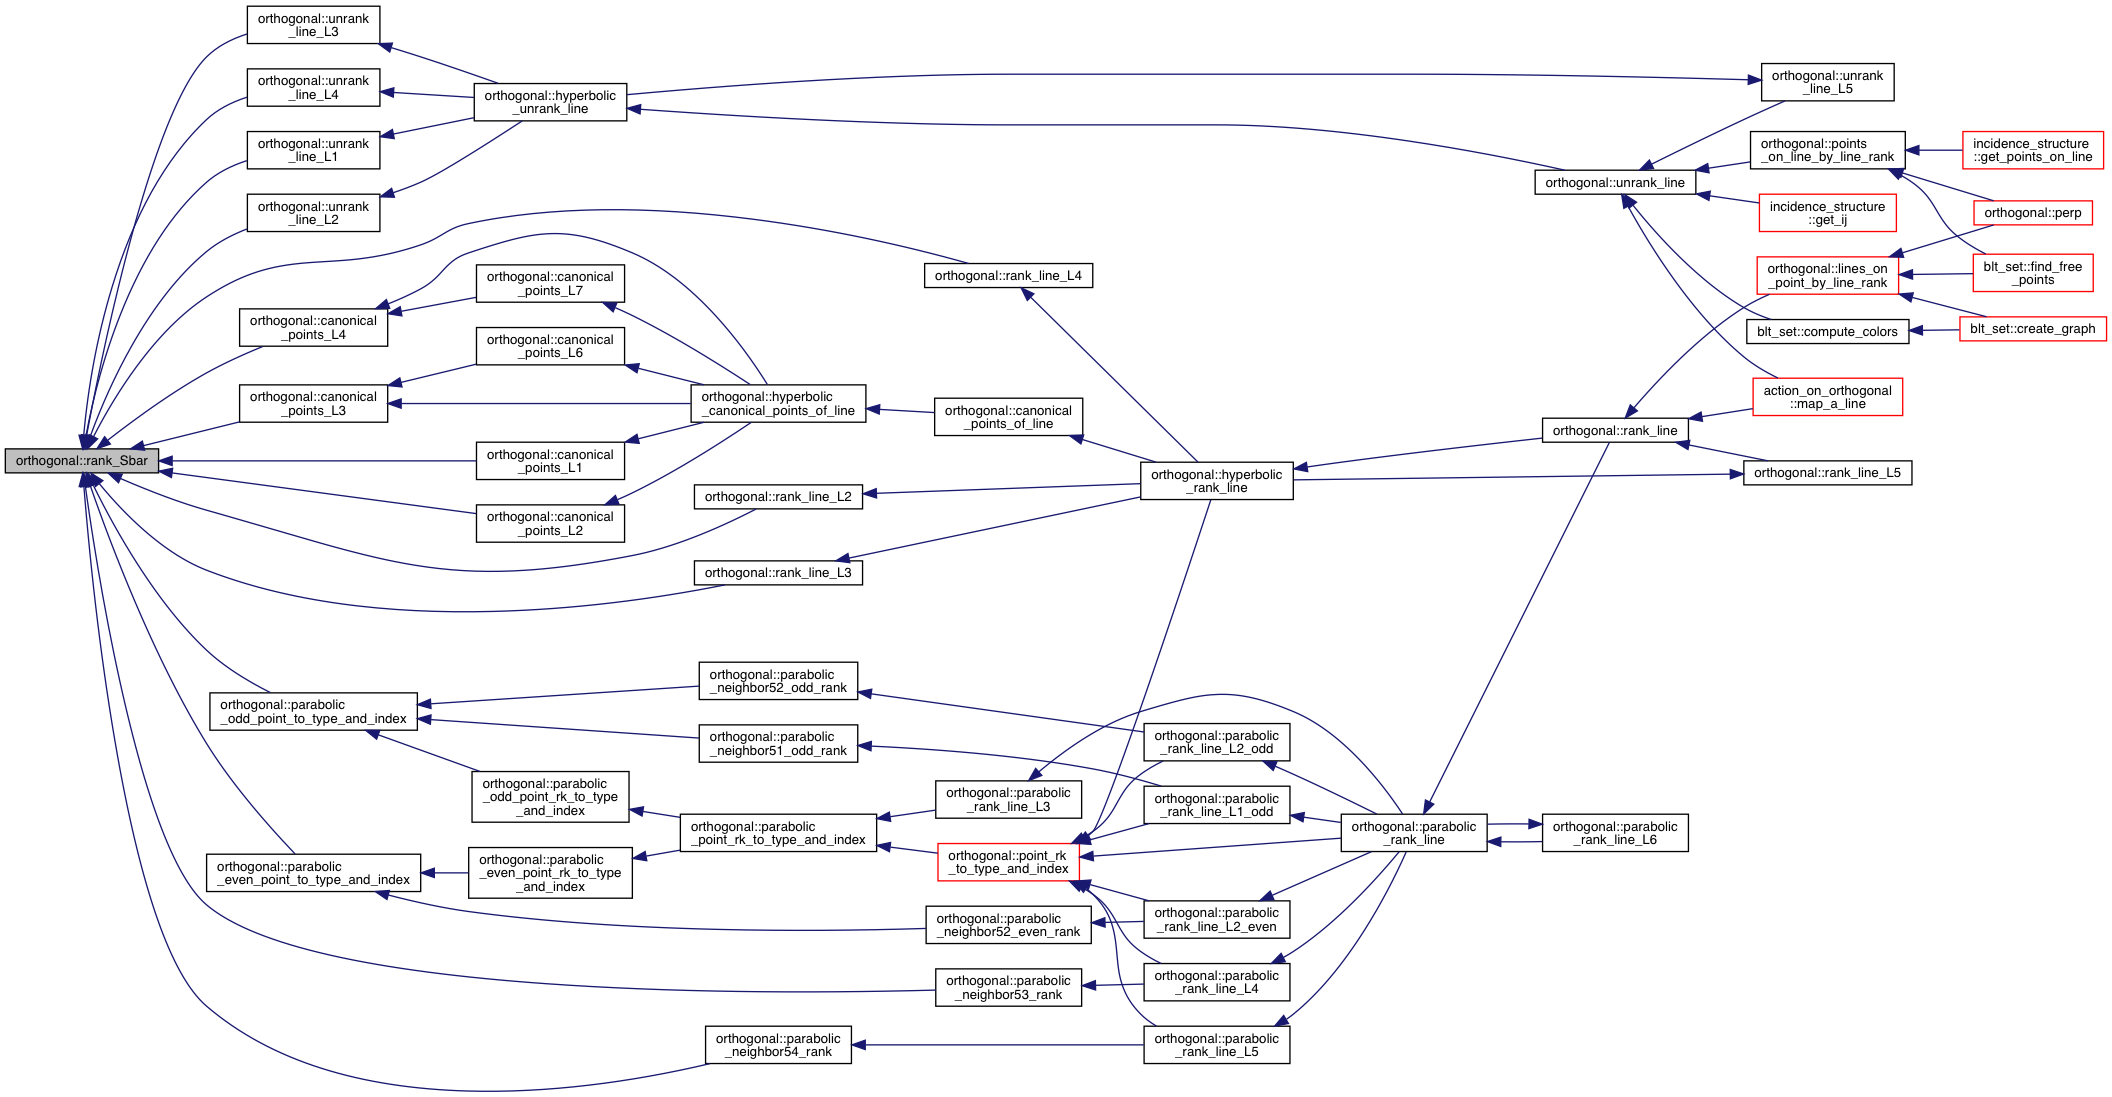 orthogonal::rank_Sbar
orthogonal::unrank
_line_L3
orthogonal::unrank
_line_L4
orthogonal::unrank
_line_L1
orthogonal::unrank
_line_L2
orthogonal::canonical
_points_L4
orthogonal::canonical
_points_L3
orthogonal::parabolic
_odd_point_to_type_and_index
orthogonal::parabolic
_even_point_to_type_and_index
orthogonal::hyperbolic
_unrank_line
orthogonal::canonical
_points_L7
orthogonal::canonical
_points_L6
orthogonal::canonical
_points_L1
orthogonal::canonical
_points_L2
orthogonal::parabolic
_odd_point_rk_to_type
_and_index
orthogonal::parabolic
_even_point_rk_to_type
_and_index
orthogonal::hyperbolic
_canonical_points_of_line
orthogonal::rank_line_L2
orthogonal::rank_line_L3
orthogonal::parabolic
_neighbor52_odd_rank
orthogonal::parabolic
_neighbor51_odd_rank
orthogonal::parabolic
_point_rk_to_type_and_index
orthogonal::parabolic
_neighbor54_rank
orthogonal::rank_line_L4
orthogonal::canonical
_points_of_line
orthogonal::parabolic
_rank_line_L3
orthogonal::point_rk
_to_type_and_index
orthogonal::parabolic
_neighbor52_even_rank
orthogonal::parabolic
_neighbor53_rank
orthogonal::hyperbolic
_rank_line
orthogonal::parabolic
_rank_line_L2_odd
orthogonal::parabolic
_rank_line_L1_odd
orthogonal::parabolic
_rank_line_L2_even
orthogonal::parabolic
_rank_line_L4
orthogonal::parabolic
_rank_line_L5
orthogonal::parabolic
_rank_line
orthogonal::unrank_line
orthogonal::rank_line
orthogonal::parabolic
_rank_line_L6
orthogonal::unrank
_line_L5
orthogonal::points
_on_line_by_line_rank
incidence_structure
::get_ij
orthogonal::lines_on
_point_by_line_rank
blt_set::compute_colors
action_on_orthogonal
::map_a_line
orthogonal::rank_line_L5
incidence_structure
::get_points_on_line
orthogonal::perp
blt_set::find_free
_points
blt_set::create_graph